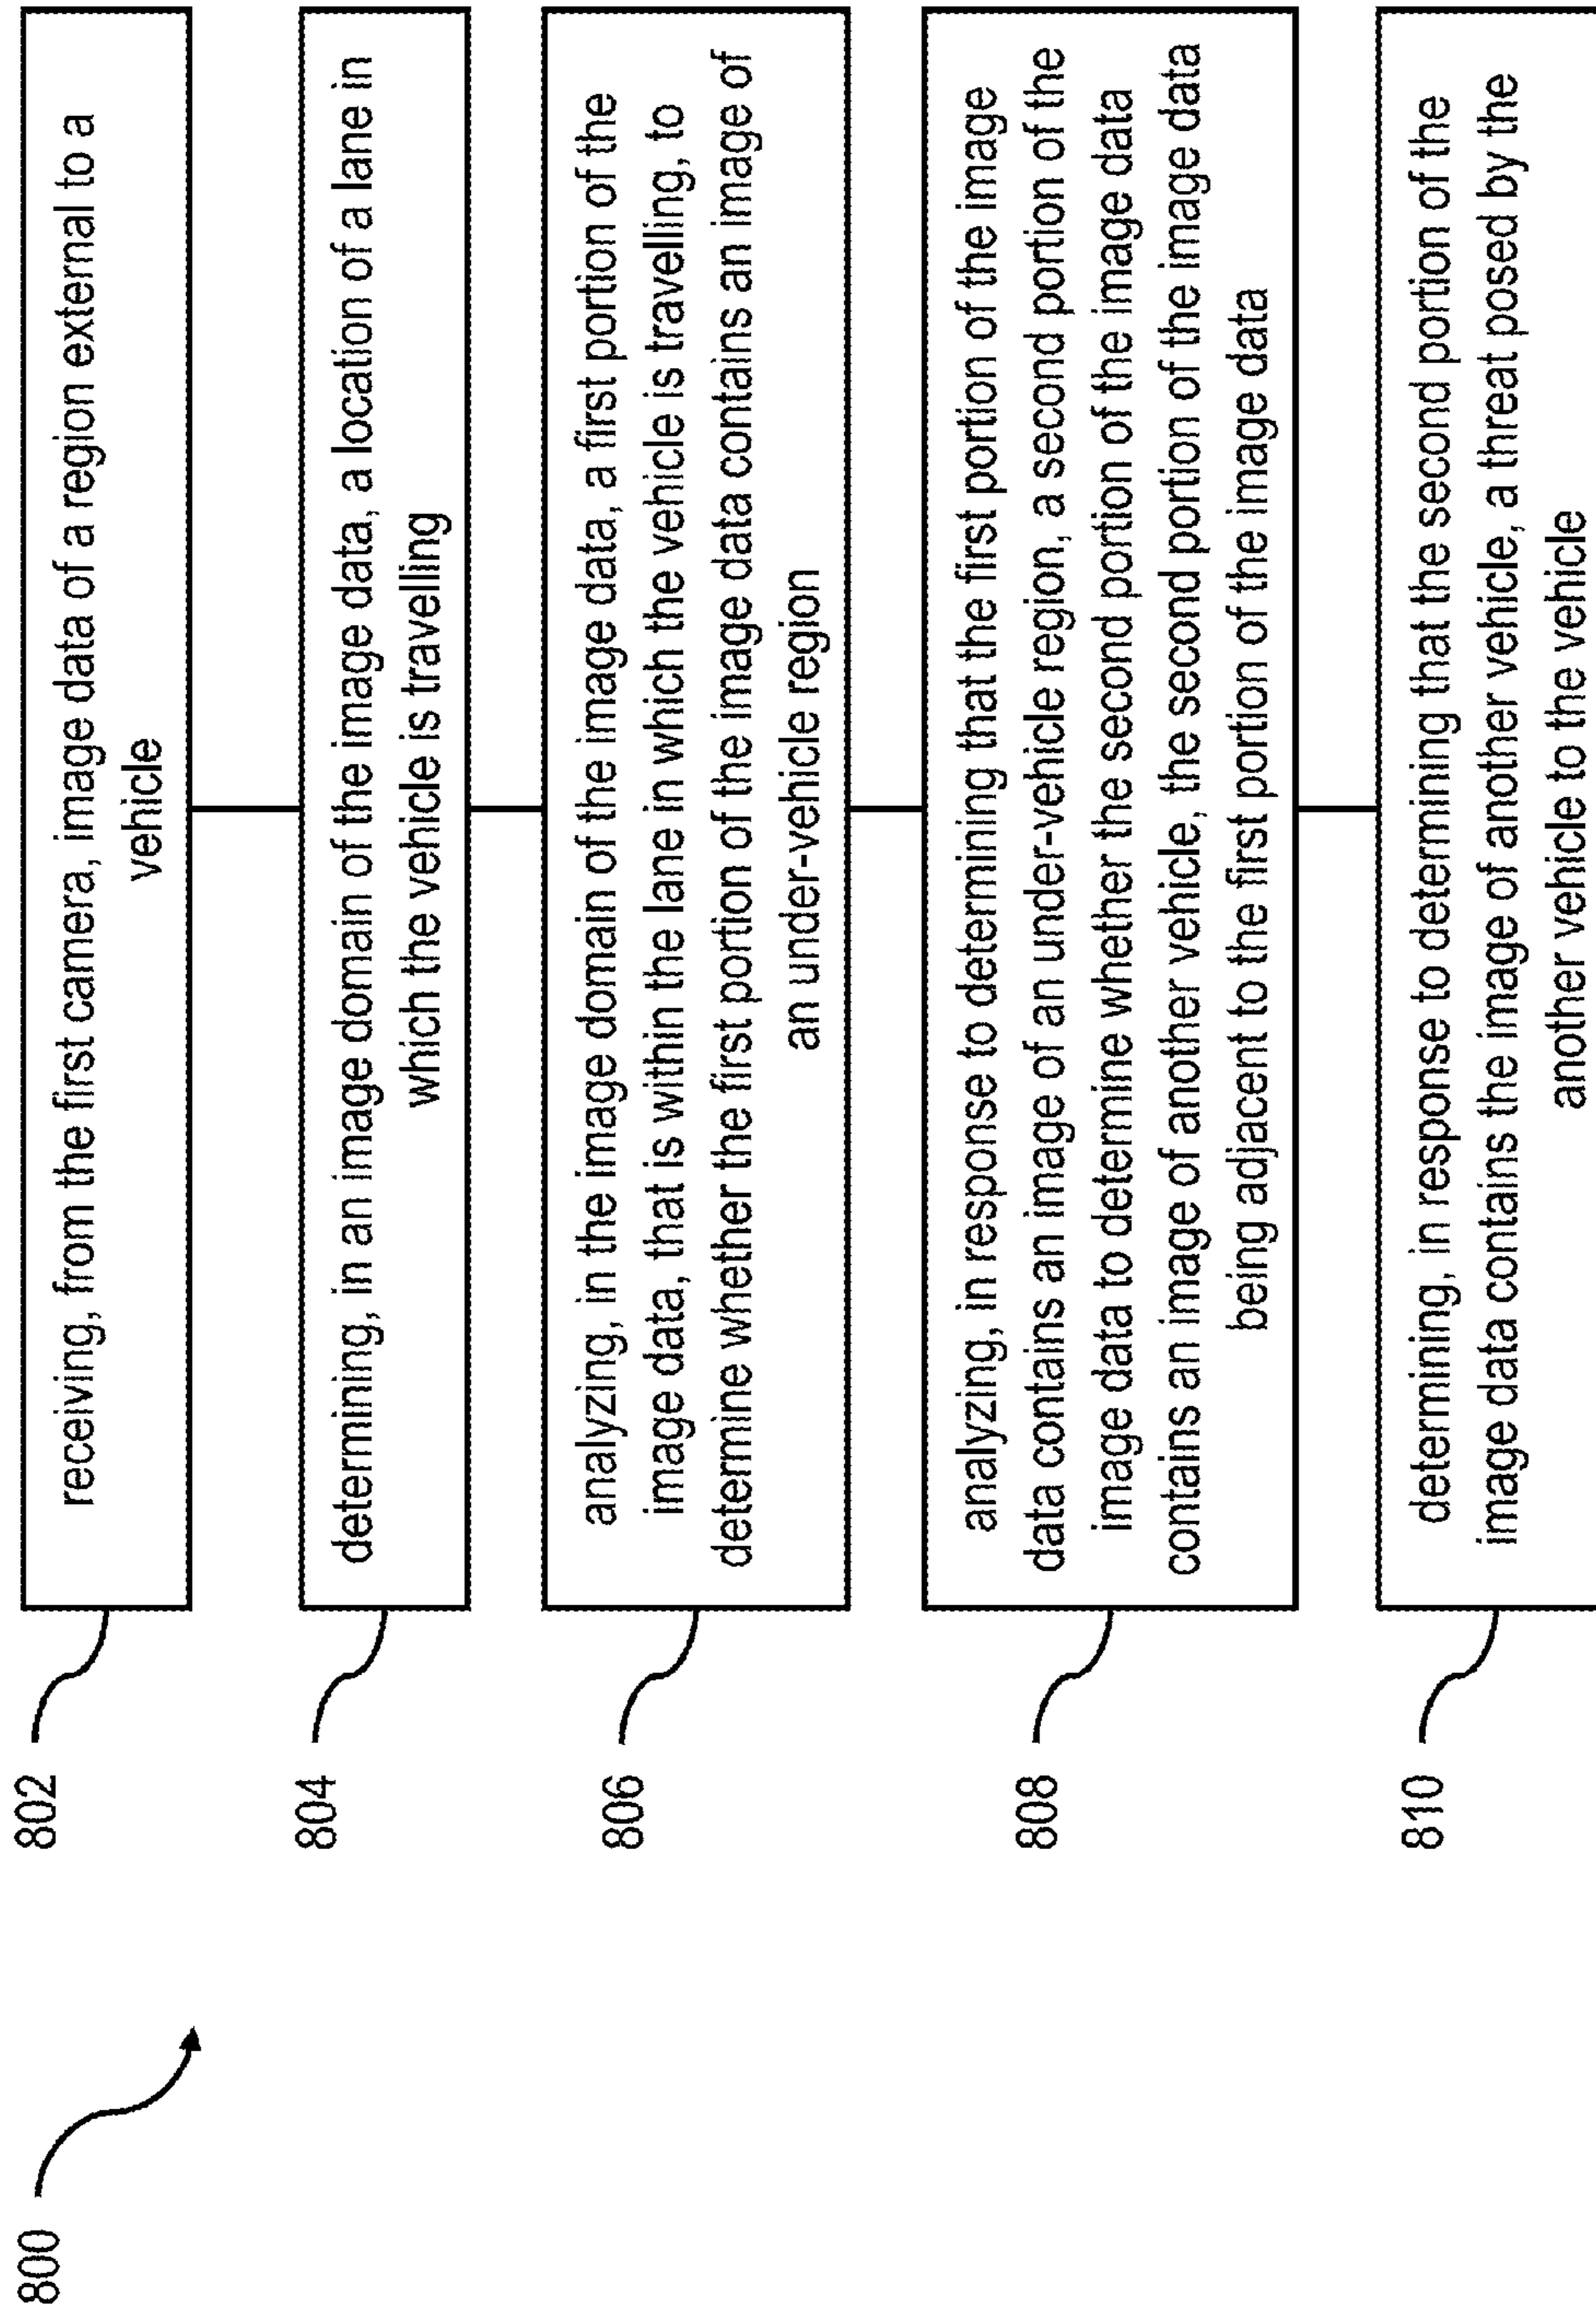 800
802
receiving, from the first camera, image data of a region external to a
vehicle
804
determining, in an image domain of the image data, a location of a lane in
which the vehicle is travelling
806
analyzing, in the image domain of the image data, a first portion of the
image data, that is within the lane in which the vehicle is travelling, to
determine whether the first portion of the image data contains an image of
an under-vehicle region
808
analyzing, in response to determining that the first portion of the image
data contains an image of an under-vehicle region, a second portion of the
image data to determine whether the second portion of the image data
contains an image of another vehicle, the second portion of the image data
being adjacent to the first portion of the image data
810
determining, in response to determining that the second portion of the
image data contains the image of another vehicle, a threat posed by the
another vehicle to the vehicle